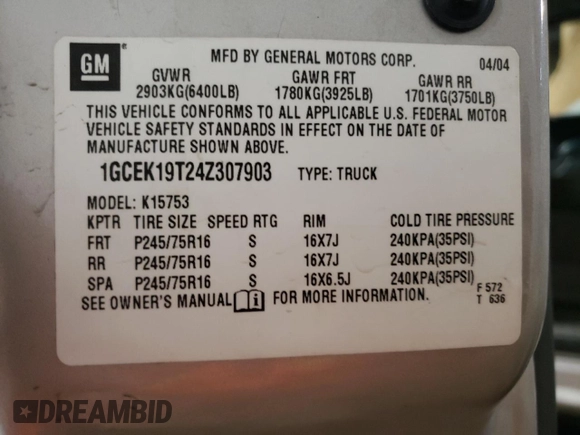 GM
MFD BY GENERAL MOTORS CORP. 04/04
GVWR GAWR FRT GAWR RR
2903KG(6400LB) 1780KG(3925LB) 1701KG(3750LB)
THIS VEHICLE CONFORMS TO ALL APPLICABLE U.S. FEDERAL MOTOR
VEHICLE SAFETY STANDARDS IN EFFECT ON THE DATE OF
MANUFACTURE SHOWN ABOVE.
1GCEK19T24Z307903 TYPE: TRUCK
MODEL: K15753
KPTR TIRE SIZE SPEED RTG RIM COLD TIRE PRESSURE
FRT P245/75R16 S 16X7J 240KPA(35PSI)
RR P245/75R16 S 16X7J 240KPA(35PSI)
SPA P245/75R16 S 16X6.5J 240KPA(35PSI)
SEE OWNER'S MANUAL i FOR MORE INFORMATION.
F 572
T 636
DREAMBID